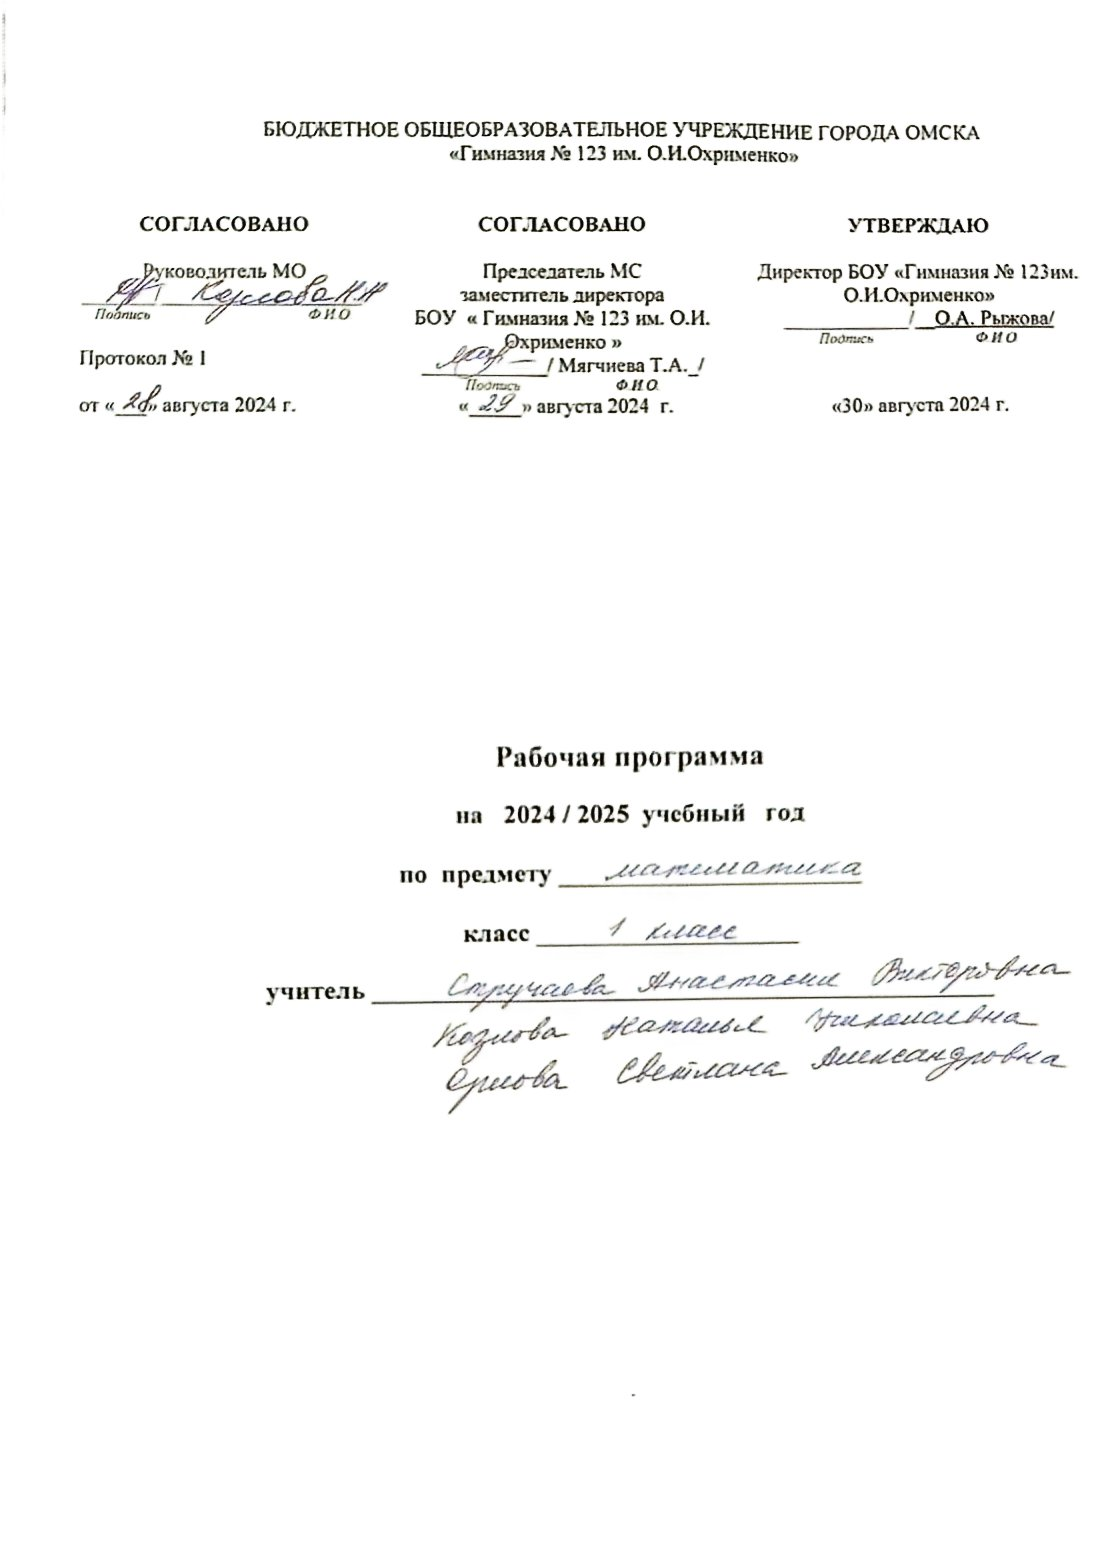 БЮДЖЕТНОЕ ОБЩЕОБРАЗОВАТЕЛЬНОЕ УЧРЕЖДЕНИЕ ГОРОДА ОМСКА
«Гимназия № 123 им. О.И.Охрименко»
СОГЛАСОВАНО
Руководитель МО
Козлова Н.Н
Подпись Ф И О
Протокол № 1
от «28» августа 2024 г.
СОГЛАСОВАНО
Председатель МС
заместитель директора
БОУ « Гимназия № 123 им. О.И.
Охрименко »
/ Мягчиева Т.А._/
Подпись Ф И О
«29» августа 2024 г.
УТВЕРЖДАЮ
Директор БОУ «Гимназия № 123им.
О.И.Охрименко»
/ О.А. Рыжова/
Подпись Ф И О
«30» августа 2024 г.
Рабочая программа
на 2024 / 2025 учебный год
по предмету математика
класс 1 класс
учитель Стручаева Анастасия Викторовна
Козлова Наталья Николаевна
Орлова Светлана Александровна